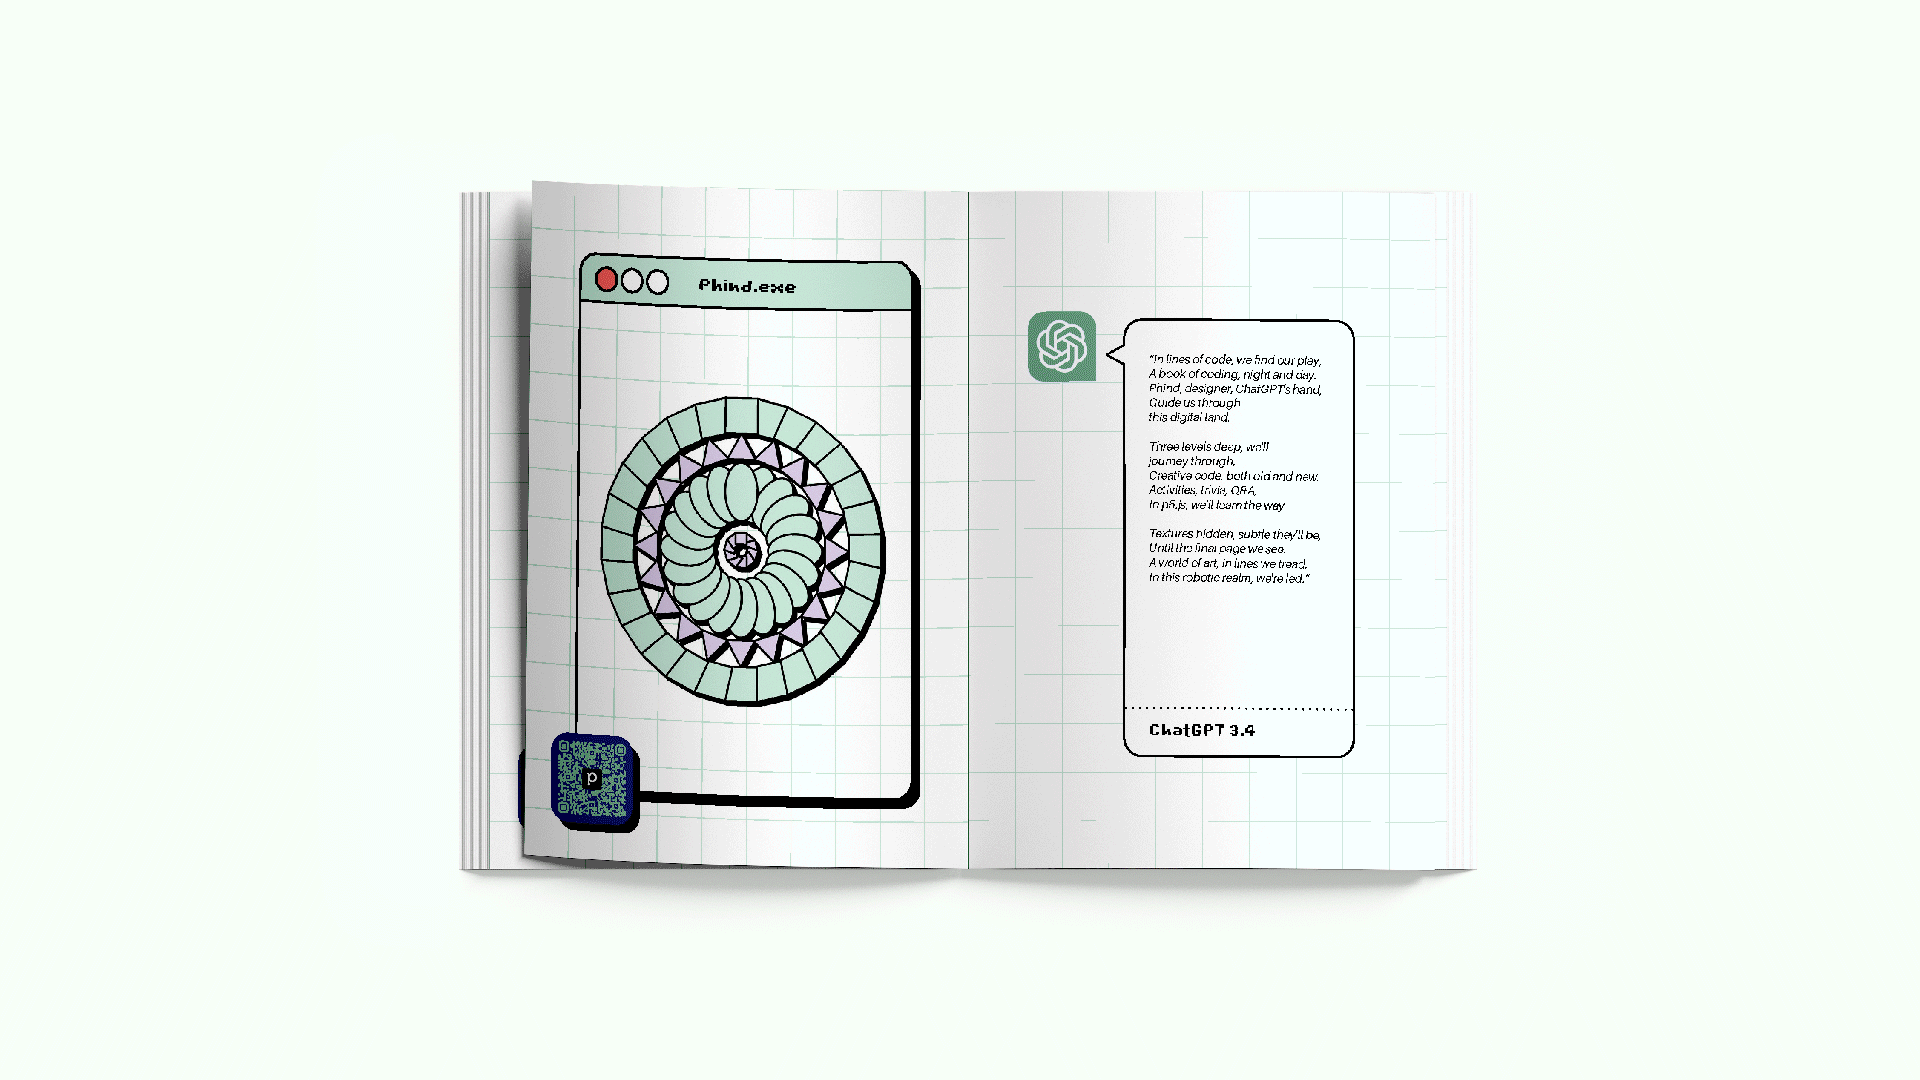 Phind.exe
p
"In lines of code, we find our play,
A book of coding, night and day.
Phind, designer, ChatGPT's hand,
Guide us through
this digital land.
Three levels deep, we'll
journey through,
Creative code, both old and new.
Activities, trivia, Q&A,
In p5.js, we'll learn the way
Textures hidden, subtle they'll be,
Until the final page we see.
A world of art, in lines we tread,
In this robotic realm, we're led."
ChatGPT 3.4